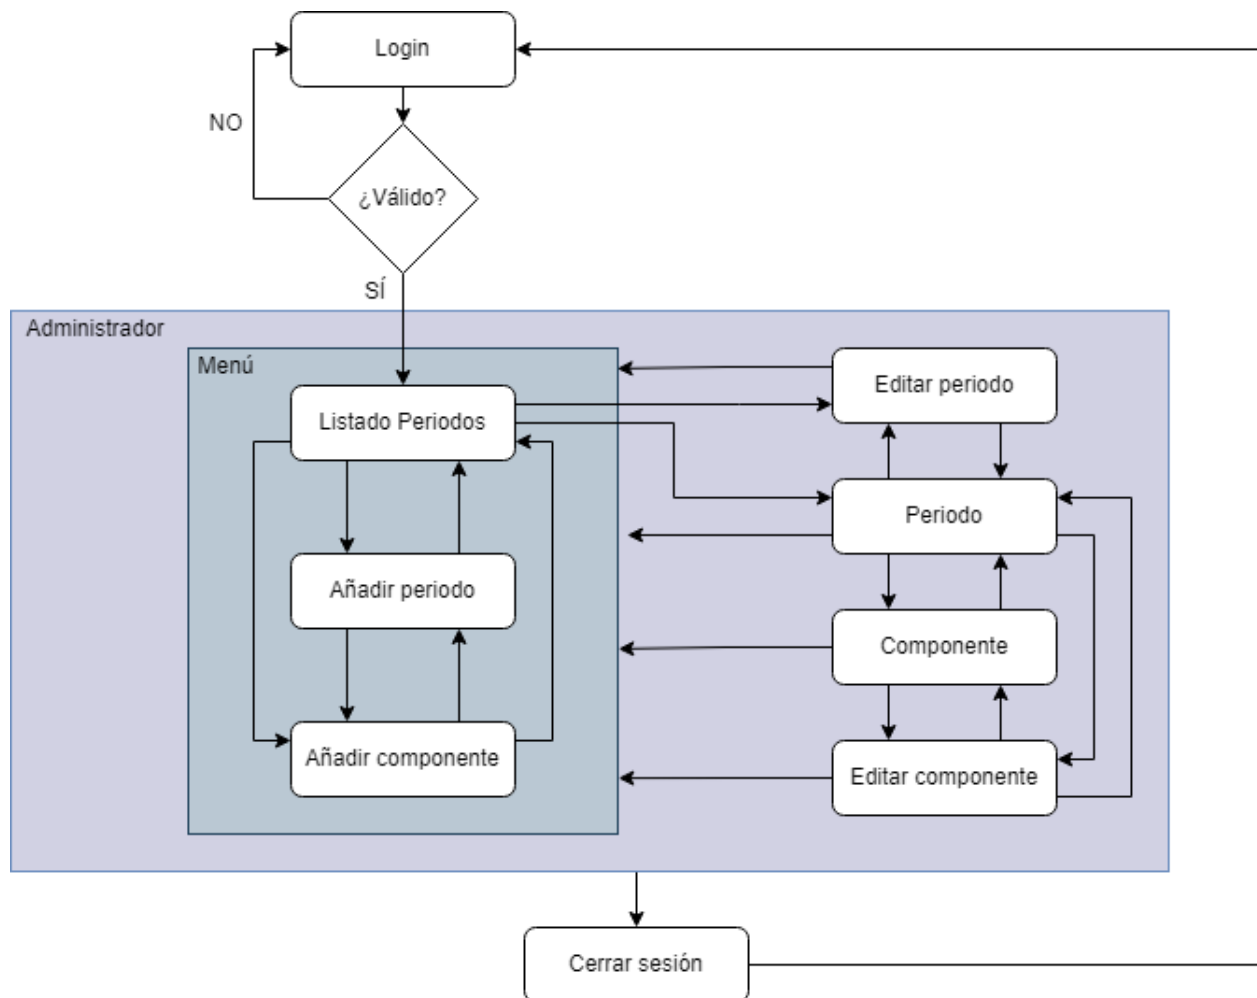 Login
NO
¿Válido?
SÍ
Administrador
Menú
Listado Periodos
Añadir periodo
Añadir componente
Editar periodo
Periodo
Componente
Editar componente
Cerrar sesión